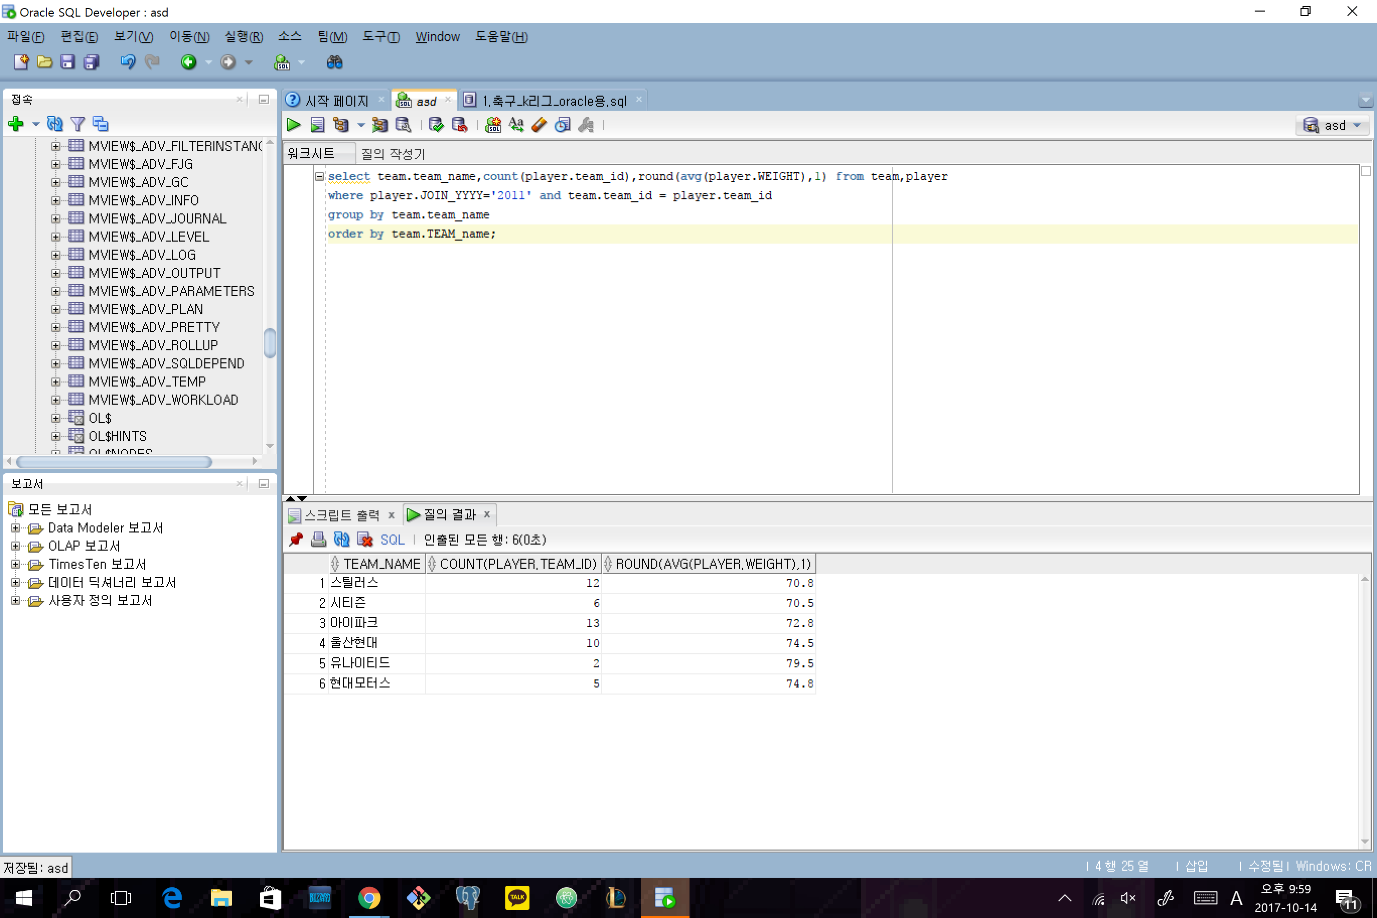 Oracle SQL Developer : asd
파일(F) 편집(E) 보기(V) 이동(N) 실행(R) 소스 팀(M) 도구(T) Window 도움말(H)
접속
MVIEW$_ADV_FILTERINSTANC
MVIEW$_ADV_FJG
MVIEW$_ADV_GC
MVIEW$_ADV_INFO
MVIEW$_ADV_JOURNAL
MVIEW$_ADV_LEVEL
MVIEW$_ADV_LOG
MVIEW$_ADV_OUTPUT
MVIEW$_ADV_PARAMETERS
MVIEW$_ADV_PLAN
MVIEW$_ADV_PRETTY
MVIEW$_ADV_ROLLUP
MVIEW$_ADV_SQLDEPEND
MVIEW$_ADV_TEMP
MVIEW$_ADV_WORKLOAD
OL$
OL$HINTS
OL$NODES
보고서
모든 보고서
Data Modeler 보고서
OLAP 보고서
TimesTen 보고서
데이터 딕셔너리 보고서
사용자 정의 보고서
시작 페이지 asd 1.축구_k리그_oracle용.sql
asd
워크시트 질의 작성기
select team.team_name,count(player.team_id),round(avg(player.WEIGHT),1) from team,player
where player.JOIN_YYYY='2011' and team.team_id = player.team_id
group by team.team_name
order by team.TEAM_name;
스크립트 출력 질의 결과
SQL 인출된 모든 행: 6(0초)
TEAM_NAME COUNT(PLAYER.TEAM_ID) ROUND(AVG(PLAYER.WEIGHT),1)
1 스틸러스 12 70.8
2 시티즌 6 70.5
3 아이파크 13 72.8
4 울산현대 10 74.5
5 유나이티드 2 79.5
6 현대모터스 5 74.8
저장됨: asd
4 행 25 열 삽입 수정됨 Windows: CR
BLIZZARD TALK A 오후 9:59
2017-10-14 11